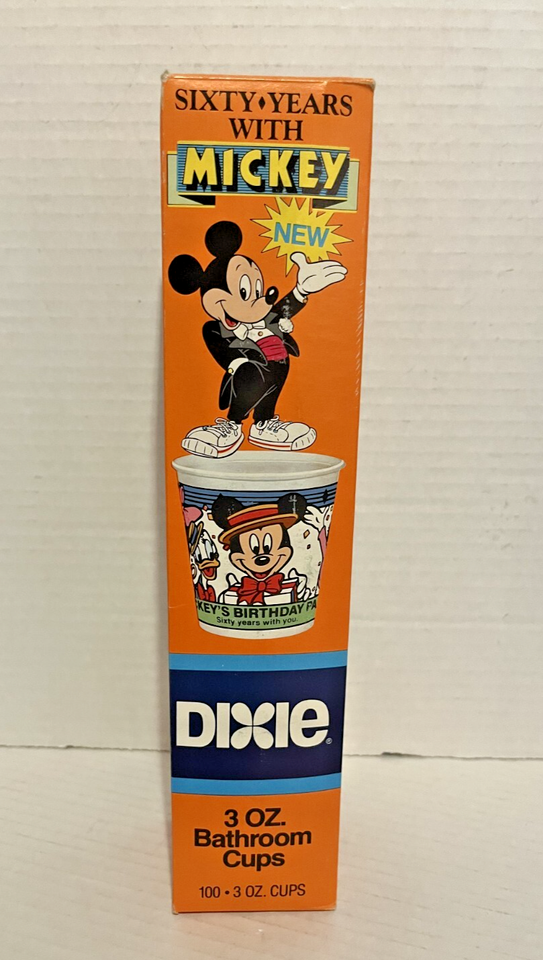 SIXTY♦YEARS
WITH
MICKEY
NEW
KEY'S BIRTHDAY PA
Sixty years with you.
DIXIE®
3 OZ.
Bathroom
Cups
100 • 3 OZ. CUPS